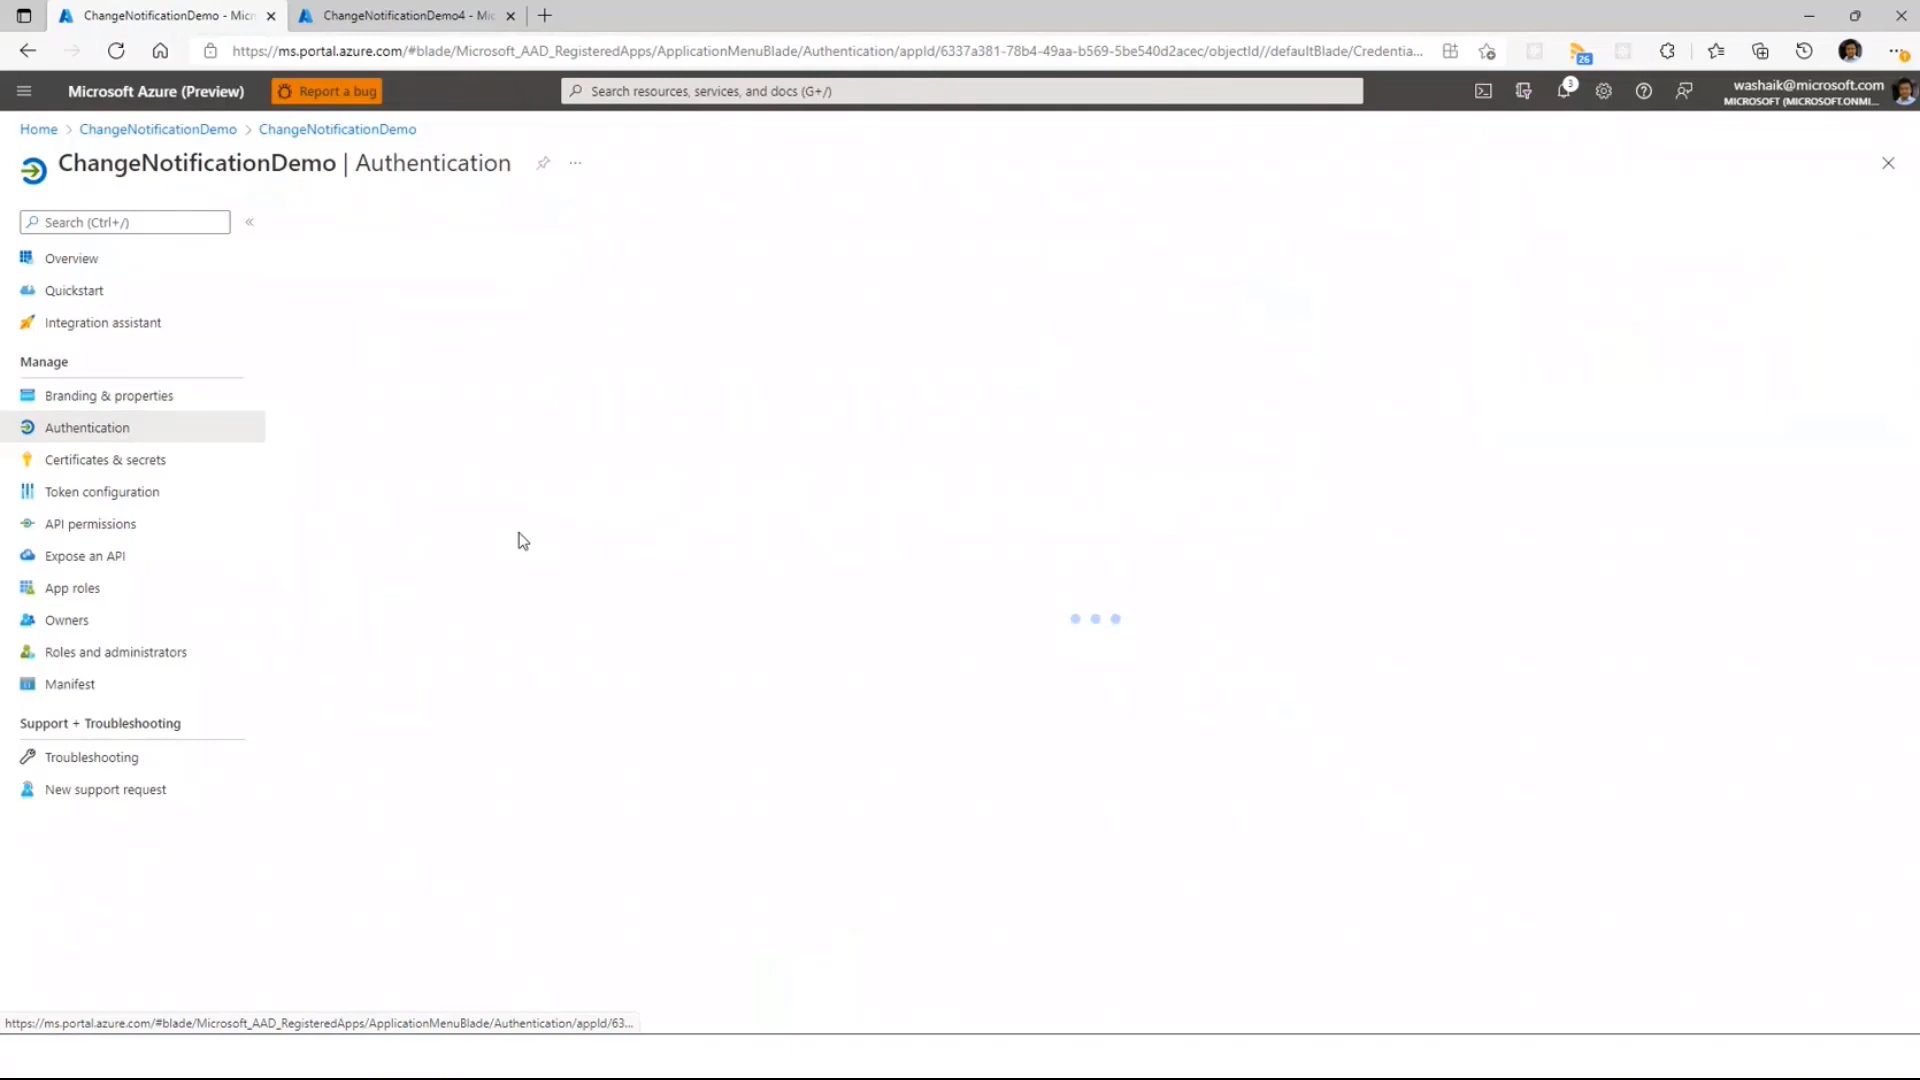 ChangeNotificationDemo - Micr
ChangeNotificationDemo4 - Mic
https://ms.portal.azure.com/#blade/Microsoft_AAD_RegisteredApps/ApplicationMenuBlade/Authentication/appId/6337a381-78b4-49aa-b569-5be540d2acec/objectId//defaultBlade/Credentia...
26
Microsoft Azure (Preview)
Report a bug
Search resources, services, and docs (G+/)
3
washaik@microsoft.com
MICROSOFT (MICROSOFT.ONMI...
Home > ChangeNotificationDemo > ChangeNotificationDemo
ChangeNotificationDemo | Authentication
Search (Ctrl+/)
Overview
Quickstart
Integration assistant
Manage
Branding & properties
Authentication
Certificates & secrets
Token configuration
API permissions
Expose an API
App roles
Owners
Roles and administrators
Manifest
Support + Troubleshooting
Troubleshooting
New support request
https://ms.portal.azure.com/#blade/Microsoft_AAD_RegisteredApps/ApplicationMenuBlade/Authentication/appId/63...